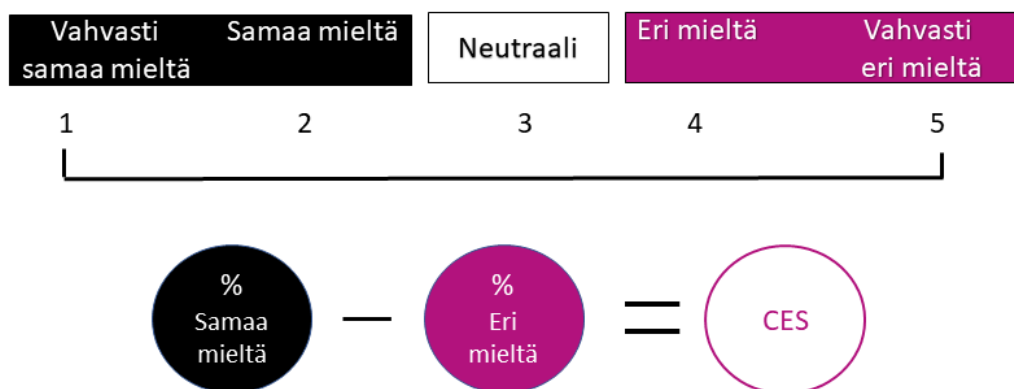 Vahvasti
samaa mieltä
Samaa mieltä
Neutraali
Eri mieltä
Vahvasti
eri mieltä
1 2 3 4 5
%
Samaa
mieltä
—
%
Eri
mieltä
=
CES